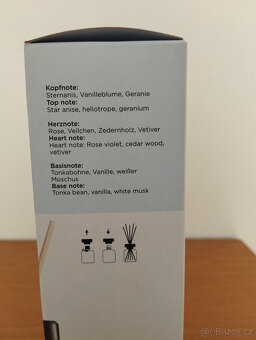 Kopfnote:
Sternanis, Vanilleblume, Geranie
Top note:
Star anise, heliotrope, geranium
Herznote:
Rose, Veilchen, Zedernholz, Vetiver
Heart note:
Heart note: Rose violet, cedar wood,
vetiver
Basisnote:
Tonkabohne, Vanille, weißer
Moschus
Base note:
Tonka bean, vanilla, white musk
Bazos.cz